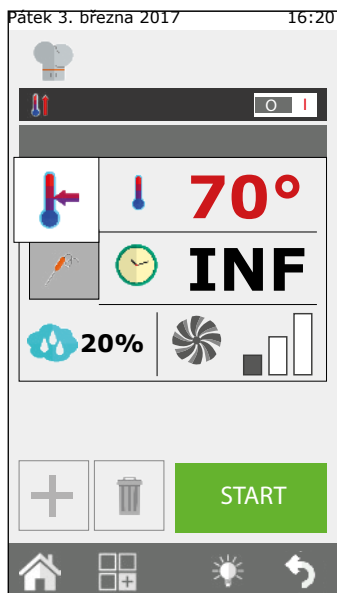 Pátek 3. března 2017 16:20
O I
70°
INF
20%
START